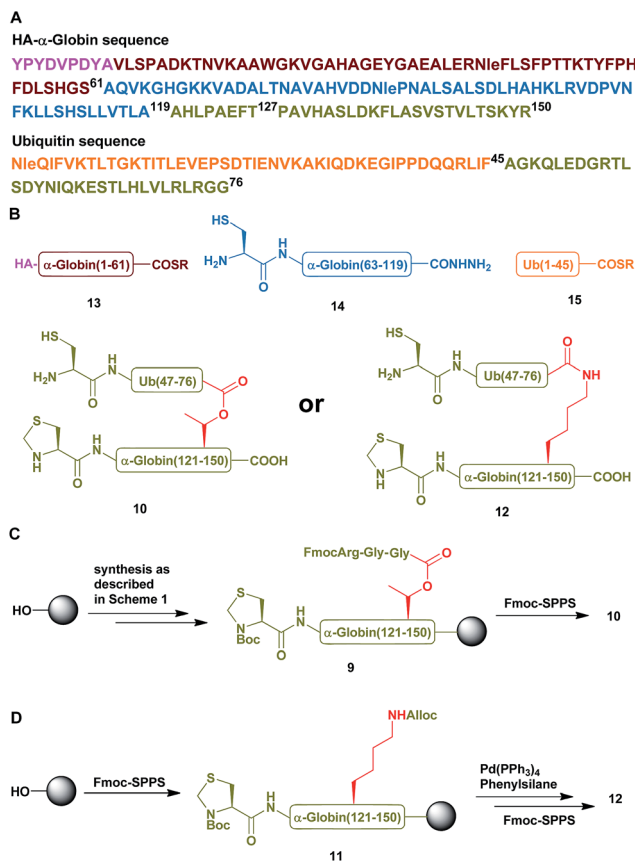 A
HA-α-Globin sequence
YPYDVPDYAVLSPADKTNVKAAWGKVGAHAGEYGAEALERNleFLSFPTTKTYFPH
FDLSHGS61AQVKGHGKKVADALTNAVAHVDDNlePNALSALSDLHAHKLRVDPVN
FKLLSHSLLVTLA119AHLPAEFT127PAVHASLDKFLASVSTVLTSKYR150
Ubiquitin sequence
NleQIFVKTLTGKTITLEVEPSDTIENVKAKIQDKEGIPPDQQRLIF45AGKQLEDGRTL
SDYNIQKESTLHLVLRLRGG76
B
HA- α-Globin(1-61) COSR
13
HS H2N O H N α-Globin(63-119) CONHNH2
14
Ub(1-45) COSR
15
HS H2N O H N Ub(47-76) O O
S N H O H N α-Globin(121-150) COOH
10
or
HS H2N O H N Ub(47-76) O NH
S N H O H N α-Globin(121-150) COOH
12
C
HO
synthesis as
described
in Scheme 1
FmocArg-Gly-Gly O O
S N Boc O H N α-Globin(121-150)
9
Fmoc-SPPS
10
D
HO
Fmoc-SPPS
NHAlloc
S N Boc O H N α-Globin(121-150)
11
Pd(PPh3)4
Phenylsilane
Fmoc-SPPS
12